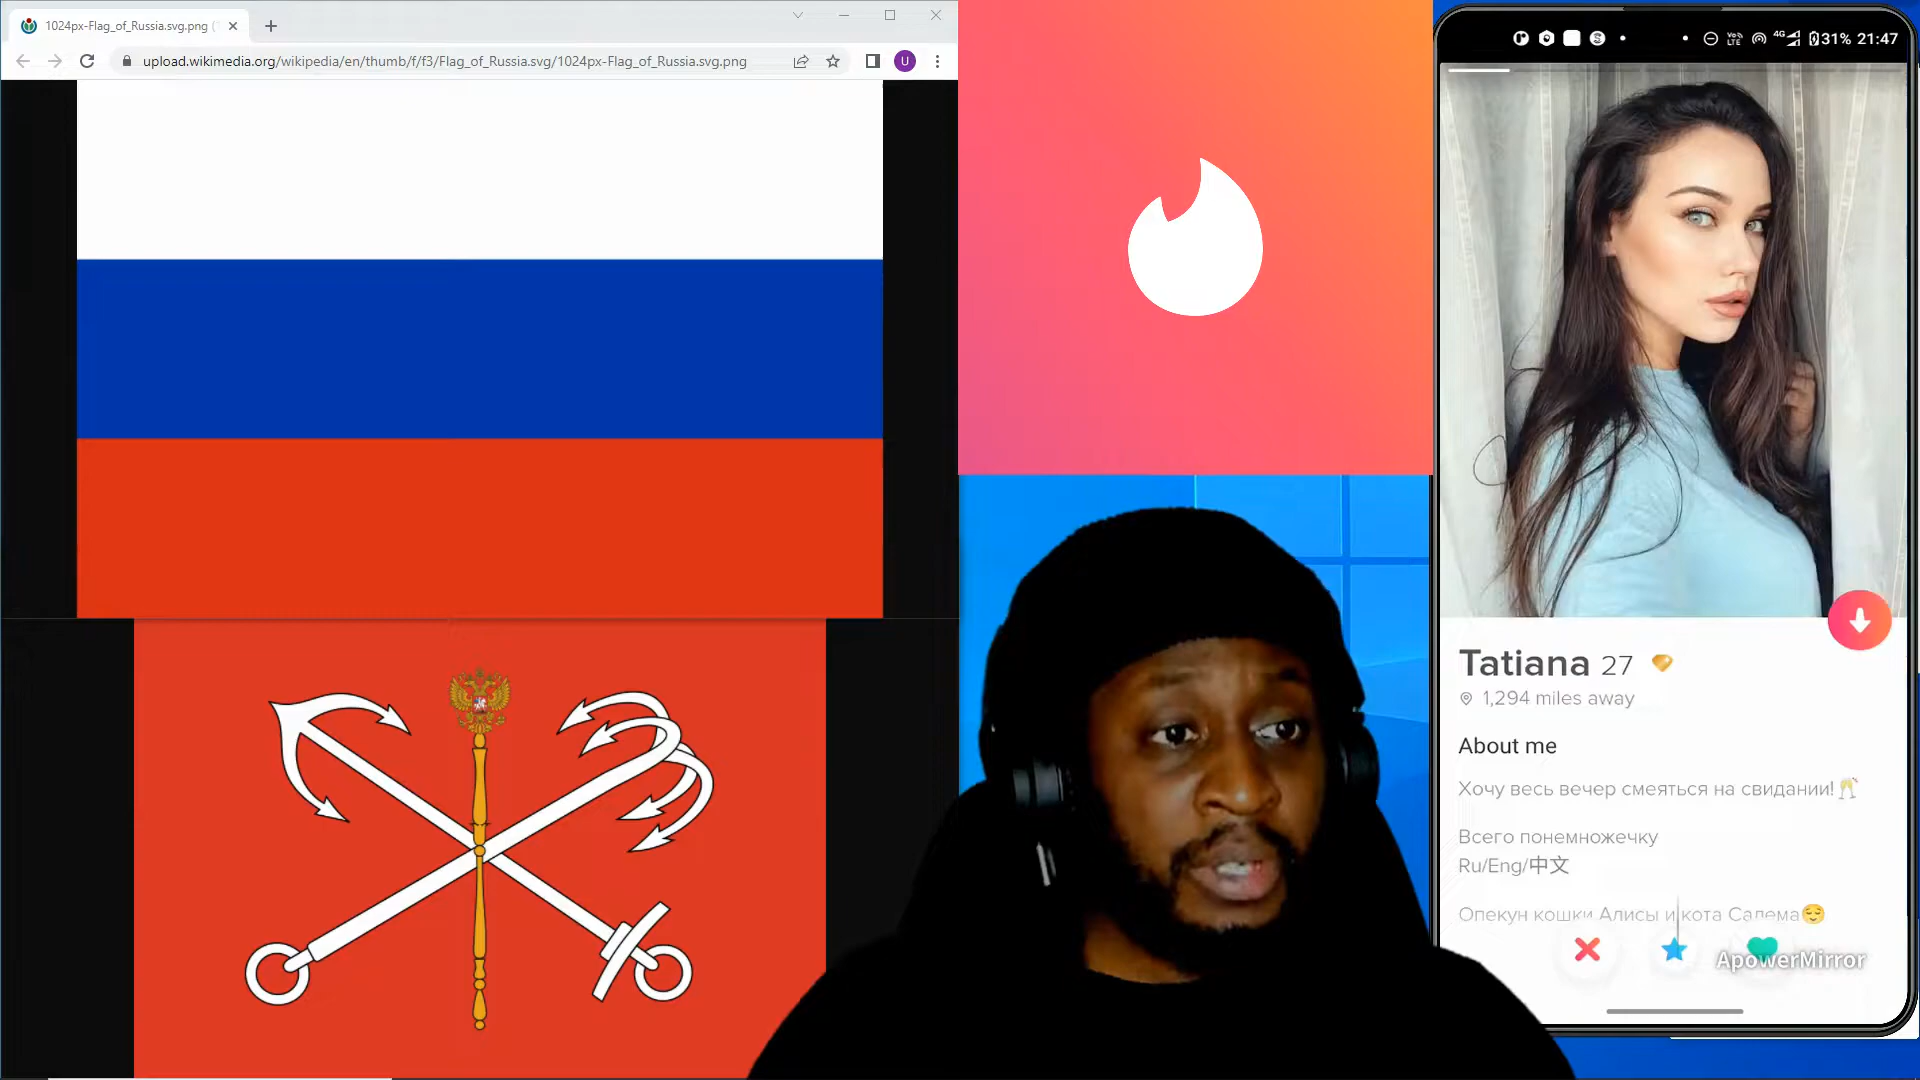 1024px-Flag_of_Russia.svg.png (
upload.wikimedia.org/wikipedia/en/thumb/f/f3/Flag_of_Russia.svg/1024px-Flag_of_Russia.svg.png
U
VoLTE 4G 31% 21:47
Tatiana 27
1,294 miles away
About me
Хочу весь вечер смеяться на свидании!🥂
Всего понемножечку
Ru/Eng/中文
Опекун кошки Алисы и кота Салема😌
ApowerMirror